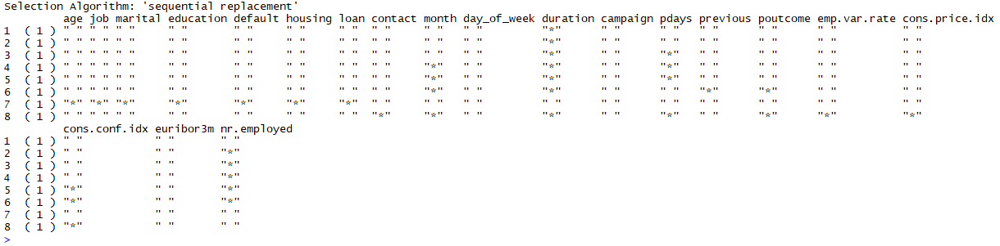 Selection Algorithm: 'sequential replacement'
         age job marital education default housing loan contact month day_of_week duration campaign pdays previous poutcome emp.var.rate cons.price.idx
1  ( 1 ) " " " " " "     " "       " "     " "     " "  " "     " "   " "         "*"      " "      " "   " "      " "      " "          " "
2  ( 1 ) " " " " " "     " "       " "     " "     " "  " "     " "   " "         "*"      " "      " "   " "      " "      " "          " "
3  ( 1 ) " " " " " "     " "       " "     " "     " "  " "     " "   " "         "*"      " "      "*"   " "      " "      " "          " "
4  ( 1 ) " " " " " "     " "       " "     " "     " "  " "     "*"   " "         "*"      " "      "*"   " "      " "      " "          " "
5  ( 1 ) " " " " " "     " "       " "     " "     " "  " "     "*"   " "         "*"      " "      "*"   " "      " "      " "          " "
6  ( 1 ) " " " " " "     " "       " "     " "     " "  " "     "*"   " "         "*"      " "      " "   "*"      "*"      " "          " "
7  ( 1 ) "*" "*" "*"     "*"       "*"     "*"     "*"  " "     " "   " "         " "      " "      " "   " "      " "      " "          " "
8  ( 1 ) " " " " " "     " "       " "     " "     " "  "*"     "*"   " "         "*"      " "      "*"   " "      "*"      "*"          "*"
         cons.conf.idx euribor3m nr.employed
1  ( 1 ) " "           " "       " "
2  ( 1 ) " "           " "       "*"
3  ( 1 ) " "           " "       "*"
4  ( 1 ) " "           " "       "*"
5  ( 1 ) "*"           " "       "*"
6  ( 1 ) "*"           " "       "*"
7  ( 1 ) " "           " "       " "
8  ( 1 ) "*"           " "       " "
>